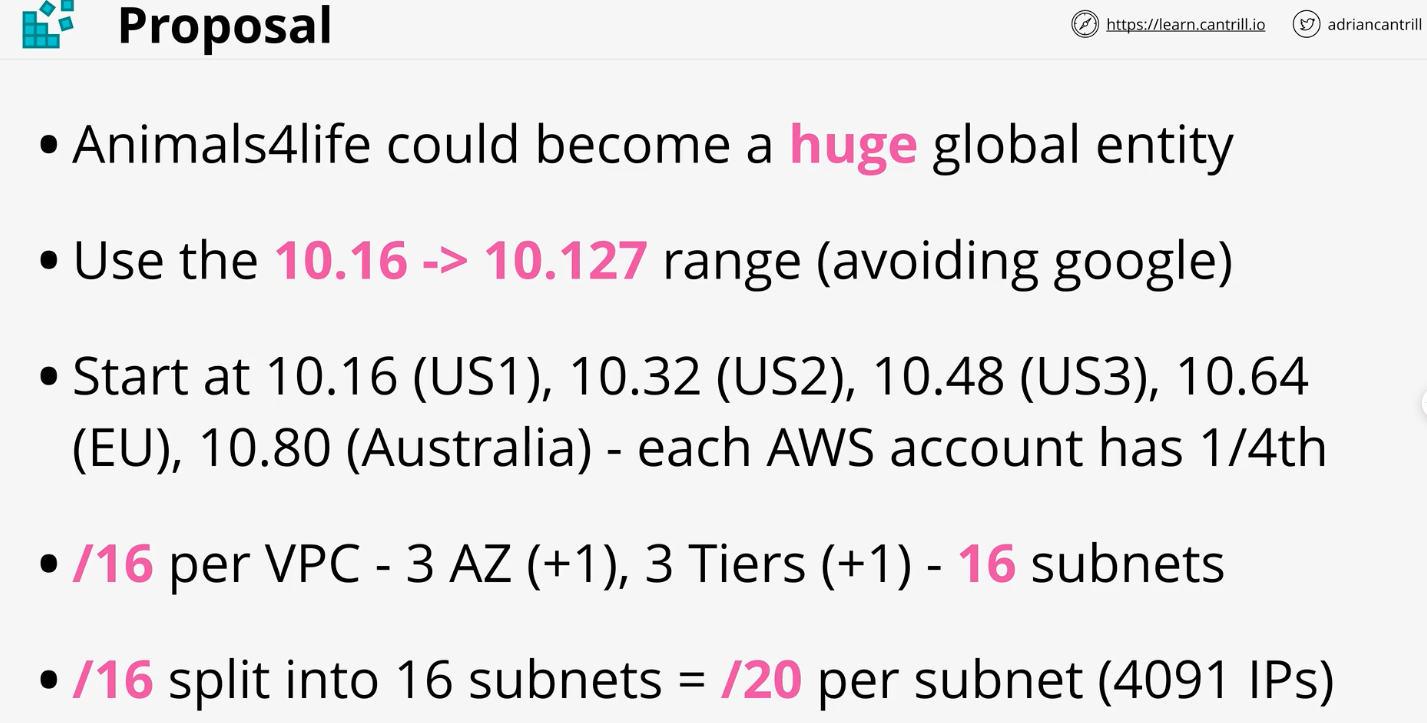 Proposal
https://learn.cantrill.io
adriancantrill
• Animals4life could become a huge global entity
• Use the 10.16 -> 10.127 range (avoiding google)
• Start at 10.16 (US1), 10.32 (US2), 10.48 (US3), 10.64
(EU), 10.80 (Australia) - each AWS account has 1/4th
• /16 per VPC - 3 AZ (+1), 3 Tiers (+1) - 16 subnets
• /16 split into 16 subnets = /20 per subnet (4091 IPs)